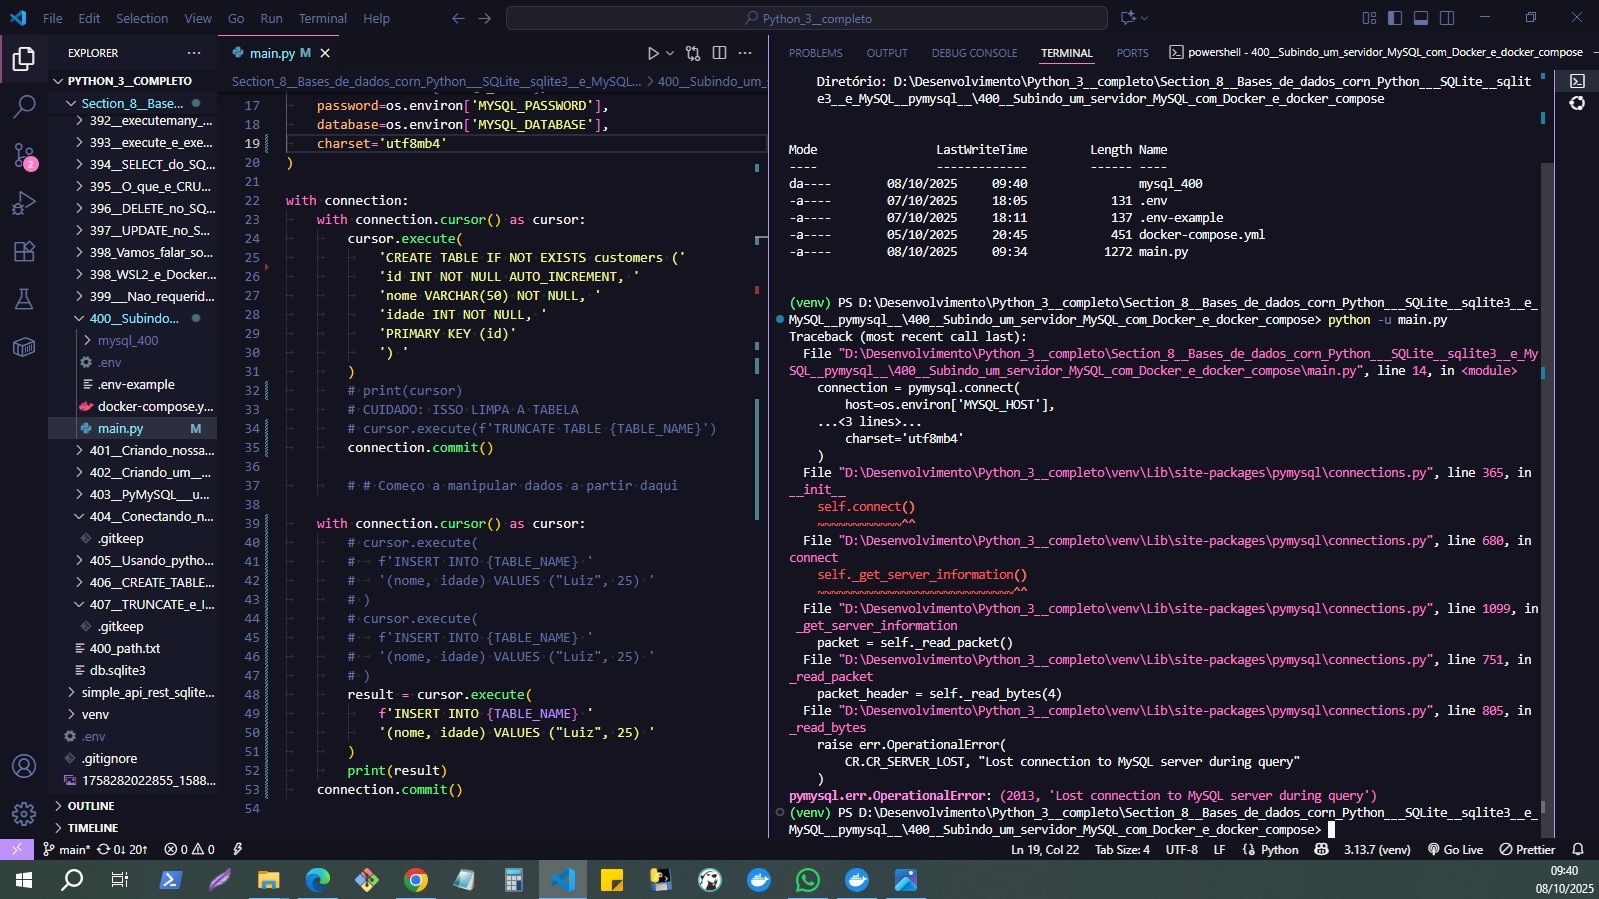 File Edit Selection View Go Run Terminal Help
Python_3__completo
EXPLORER
PYTHON_3__COMPLETO
Section_8__Base...
392__executemany_...
393__execute_e_exe...
394__SELECT_do_SQ...
395__O_que_e_CRU...
396__DELETE_no_SQ...
397__UPDATE_no_S...
398_Vamos_falar_so...
398_WSL2_e_Docker...
399___Nao_requerid...
400__Subindo...
mysql_400
.env
.env-example
docker-compose.y...
main.py M
401__Criando_nossa...
402__Criando_um__...
403__PyMySQL__u...
404__Conectando_n...
.gitkeep
405__Usando_pytho...
406__CREATE_TABLE...
407__TRUNCATE_e_I...
.gitkeep
400_path.txt
db.sqlite3
simple_api_rest_sqlite...
venv
.env
.gitignore
1758282022855_1588...
OUTLINE
TIMELINE
2
main.py M
Section_8__Bases_de_dados_corn_Python___SQLite__sqlite3__e_MySQL... > 400__Subindo_um_
17 password=os.environ['MYSQL_PASSWORD'],
18 database=os.environ['MYSQL_DATABASE'],
19 charset='utf8mb4'
20 )
21
22 with connection:
23 with connection.cursor() as cursor:
24 cursor.execute(
25 'CREATE TABLE IF NOT EXISTS customers ('
26 'id INT NOT NULL AUTO_INCREMENT, '
27 'nome VARCHAR(50) NOT NULL, '
28 'idade INT NOT NULL, '
29 'PRIMARY KEY (id)'
30 ') '
31 )
32 # print(cursor)
33 # CUIDADO: ISSO LIMPA A TABELA
34 # cursor.execute(f'TRUNCATE TABLE {TABLE_NAME}')
35 connection.commit()
36
37 # # Começo a manipular dados a partir daqui
38
39 with connection.cursor() as cursor:
40 # cursor.execute(
41 # f'INSERT INTO {TABLE_NAME} '
42 # '(nome, idade) VALUES ("Luiz", 25) '
43 # )
44 # cursor.execute(
45 # f'INSERT INTO {TABLE_NAME} '
46 # '(nome, idade) VALUES ("Luiz", 25) '
47 # )
48 result = cursor.execute(
49 f'INSERT INTO {TABLE_NAME} '
50 '(nome, idade) VALUES ("Luiz", 25) '
51 )
52 print(result)
53 connection.commit()
54
PROBLEMS OUTPUT DEBUG CONSOLE TERMINAL PORTS powershell - 400__Subindo_um_servidor_MySQL_com_Docker_e_docker_compose
Diretório: D:\Desenvolvimento\Python_3__completo\Section_8__Bases_de_dados_corn_Python___SQLite__sqlit
e3__e_MySQL__pymysql__\400__Subindo_um_servidor_MySQL_com_Docker_e_docker_compose
Mode LastWriteTime Length Name
---- ------------- ------ ----
da---- 08/10/2025 09:40 mysql_400
-a---- 07/10/2025 18:05 131 .env
-a---- 07/10/2025 18:11 137 .env-example
-a---- 05/10/2025 20:45 451 docker-compose.yml
-a---- 08/10/2025 09:34 1272 main.py
(venv) PS D:\Desenvolvimento\Python_3__completo\Section_8__Bases_de_dados_corn_Python___SQLite__sqlite3__e_
MySQL__pymysql__\400__Subindo_um_servidor_MySQL_com_Docker_e_docker_compose> python -u main.py
Traceback (most recent call last):
File "D:\Desenvolvimento\Python_3__completo\Section_8__Bases_de_dados_corn_Python___SQLite__sqlite3__e_My
SQL__pymysql__\400__Subindo_um_servidor_MySQL_com_Docker_e_docker_compose\main.py", line 14, in <module>
connection = pymysql.connect(
host=os.environ['MYSQL_HOST'],
...<3 lines>...
charset='utf8mb4'
)
File "D:\Desenvolvimento\Python_3__completo\venv\Lib\site-packages\pymysql\connections.py", line 365, in
__init__
self.connect()
~~~~~~~~~~~~^^
File "D:\Desenvolvimento\Python_3__completo\venv\Lib\site-packages\pymysql\connections.py", line 680, in
connect
self._get_server_information()
~~~~~~~~~~~~~~~~~~~~~~~~~~~~^^
File "D:\Desenvolvimento\Python_3__completo\venv\Lib\site-packages\pymysql\connections.py", line 1099, in
_get_server_information
packet = self._read_packet()
File "D:\Desenvolvimento\Python_3__completo\venv\Lib\site-packages\pymysql\connections.py", line 751, in
_read_packet
packet_header = self._read_bytes(4)
File "D:\Desenvolvimento\Python_3__completo\venv\Lib\site-packages\pymysql\connections.py", line 805, in
_read_bytes
raise err.OperationalError(
CR.CR_SERVER_LOST, "Lost connection to MySQL server during query"
)
pymysql.err.OperationalError: (2013, 'Lost connection to MySQL server during query')
(venv) PS D:\Desenvolvimento\Python_3__completo\Section_8__Bases_de_dados_corn_Python___SQLite__sqlite3__e_
MySQL__pymysql__\400__Subindo_um_servidor_MySQL_com_Docker_e_docker_compose>
main* 0↓ 20↑ 0 0 Ln 19, Col 22 Tab Size: 4 UTF-8 LF Python 3.13.7 (venv) Go Live Prettier
09:40
08/10/2025